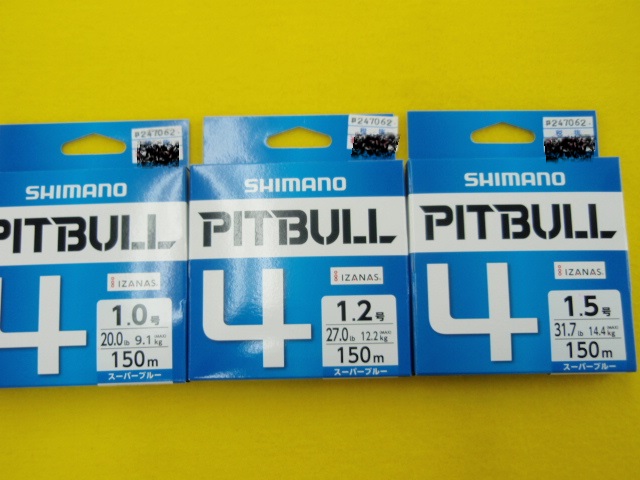 #247062
SHIMANO
PITBULL
4
IZANAS
1.0号
20.0lb 9.1kg (MAX)
150m
スーパーブルー
#247062
SHIMANO
PITBULL
4
IZANAS
1.2号
27.0lb 12.2kg (MAX)
150m
スーパーブルー
#247062
SHIMANO
PITBULL
4
IZANAS
1.5号
31.7lb 14.4kg (MAX)
150m
スーパーブルー